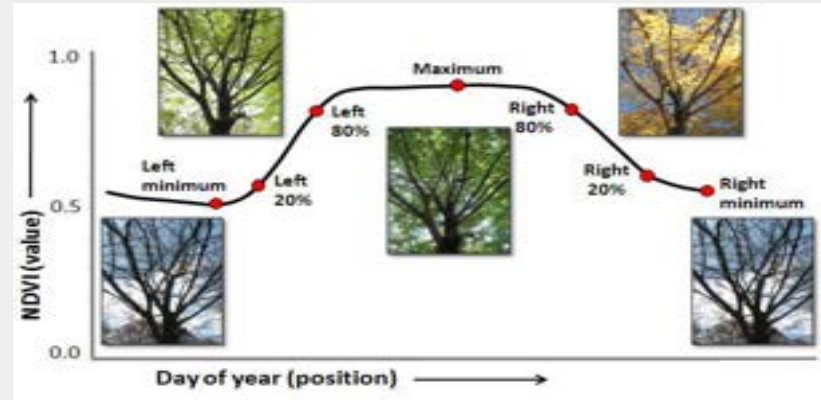 1.0
Maximum
Left
80%
Right
80%
Left
minimum
Left
20%
Right
20%
Right
minimum
0.5
NDVI (value)
0.0
Day of year (position)